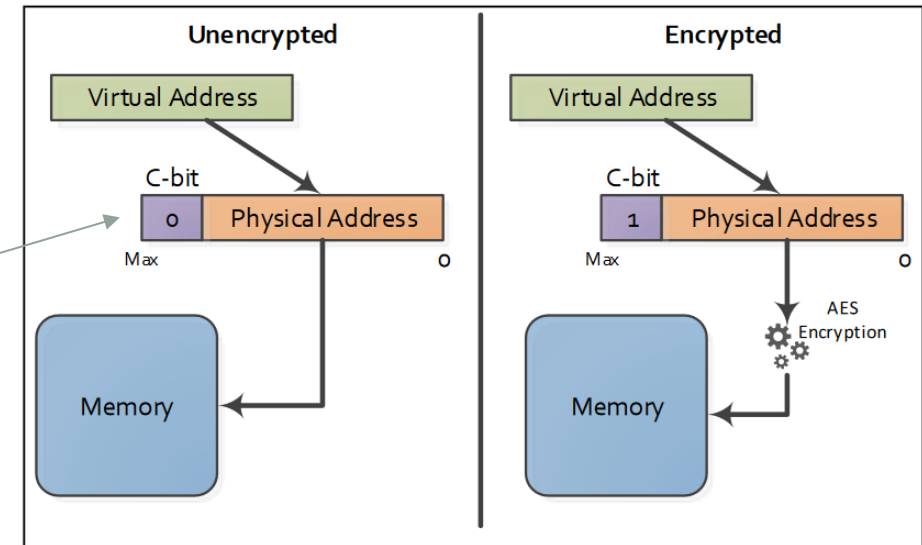 Unencrypted
Virtual Address
C-bit
0 Physical Address
Max 0
Memory
Encrypted
Virtual Address
C-bit
1 Physical Address
Max 0
AES
Encryption
Memory